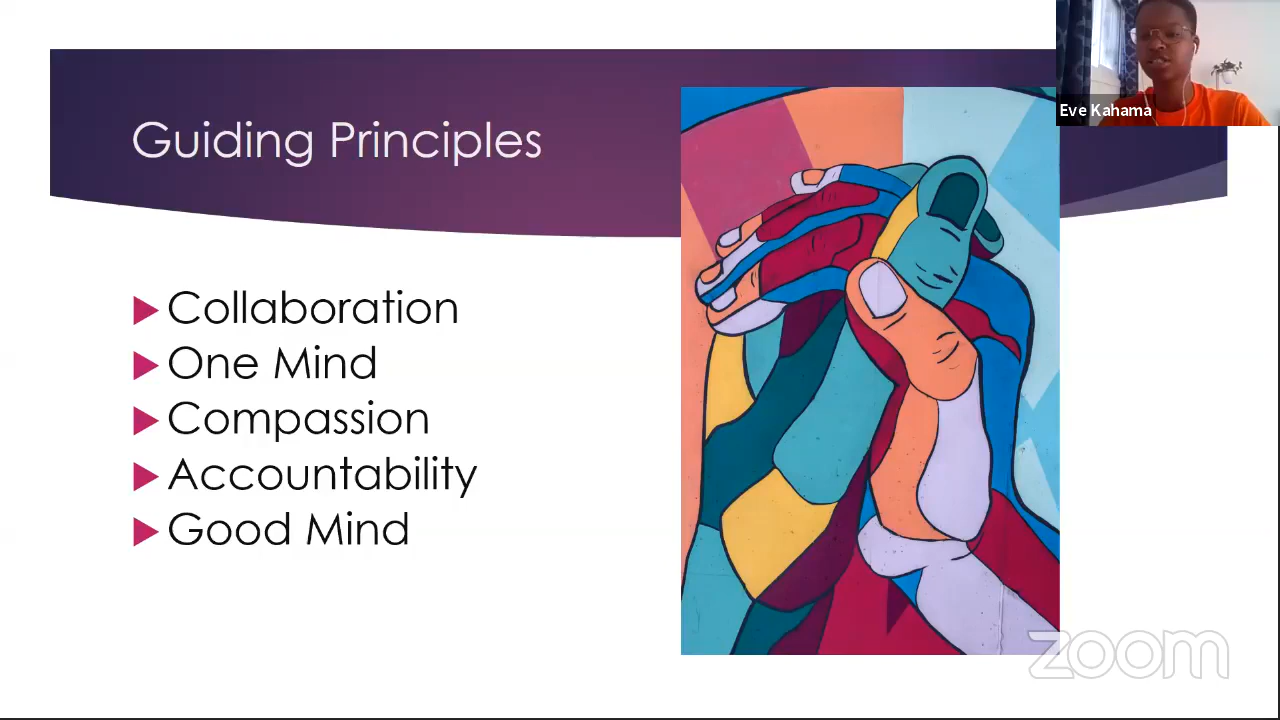 Eve Kahama
Guiding Principles
Collaboration
One Mind
Compassion
Accountability
Good Mind
zoom